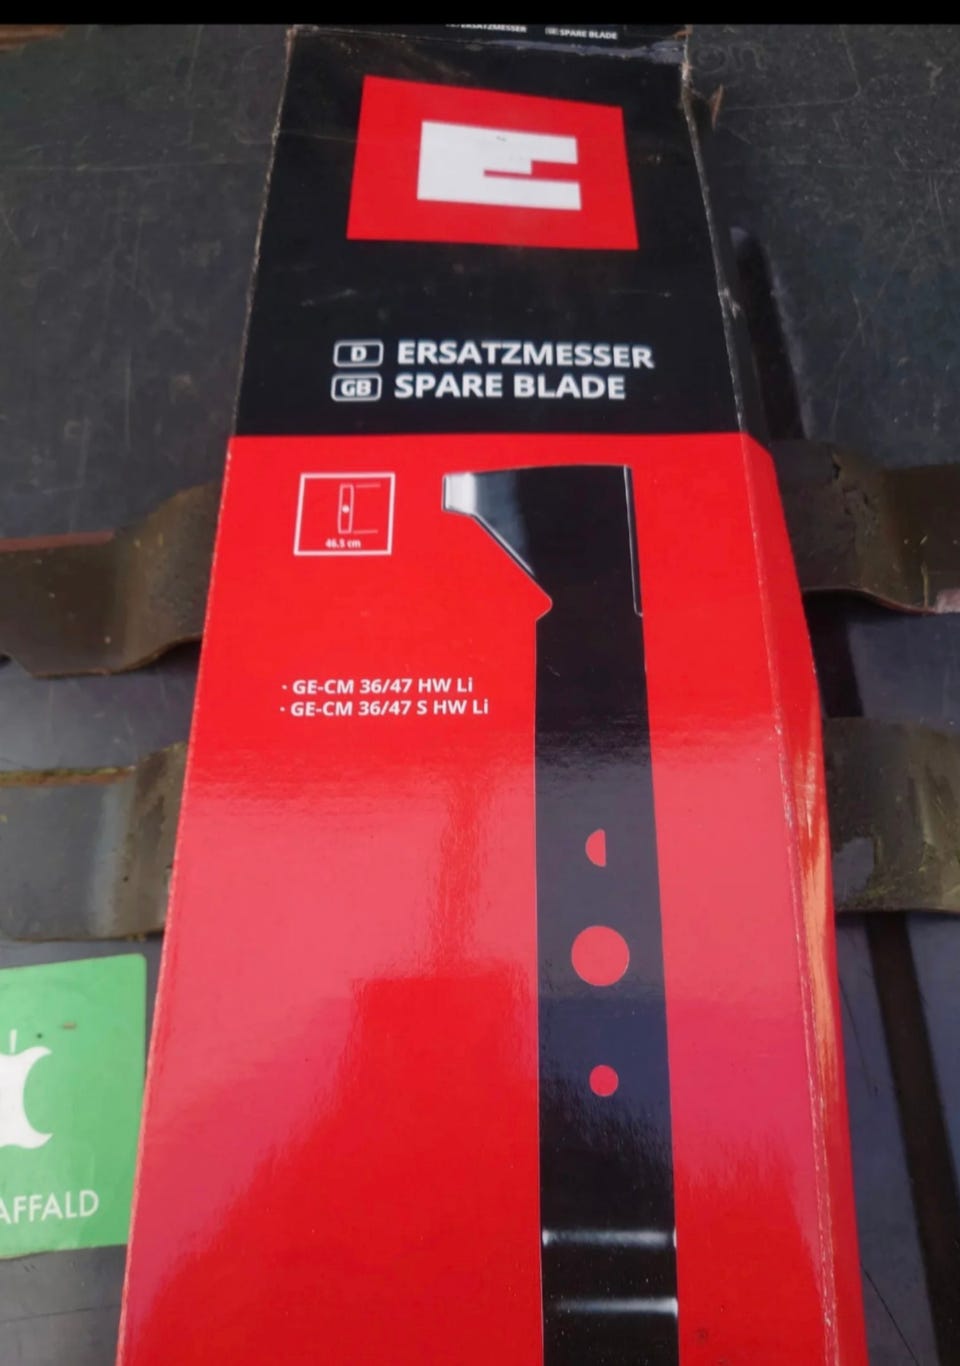 ERSATZMESSER GB SPARE BLADE
D ERSATZMESSER
GB SPARE BLADE
46.5 cm
· GE-CM 36/47 HW Li
· GE-CM 36/47 S HW Li
AFFALD